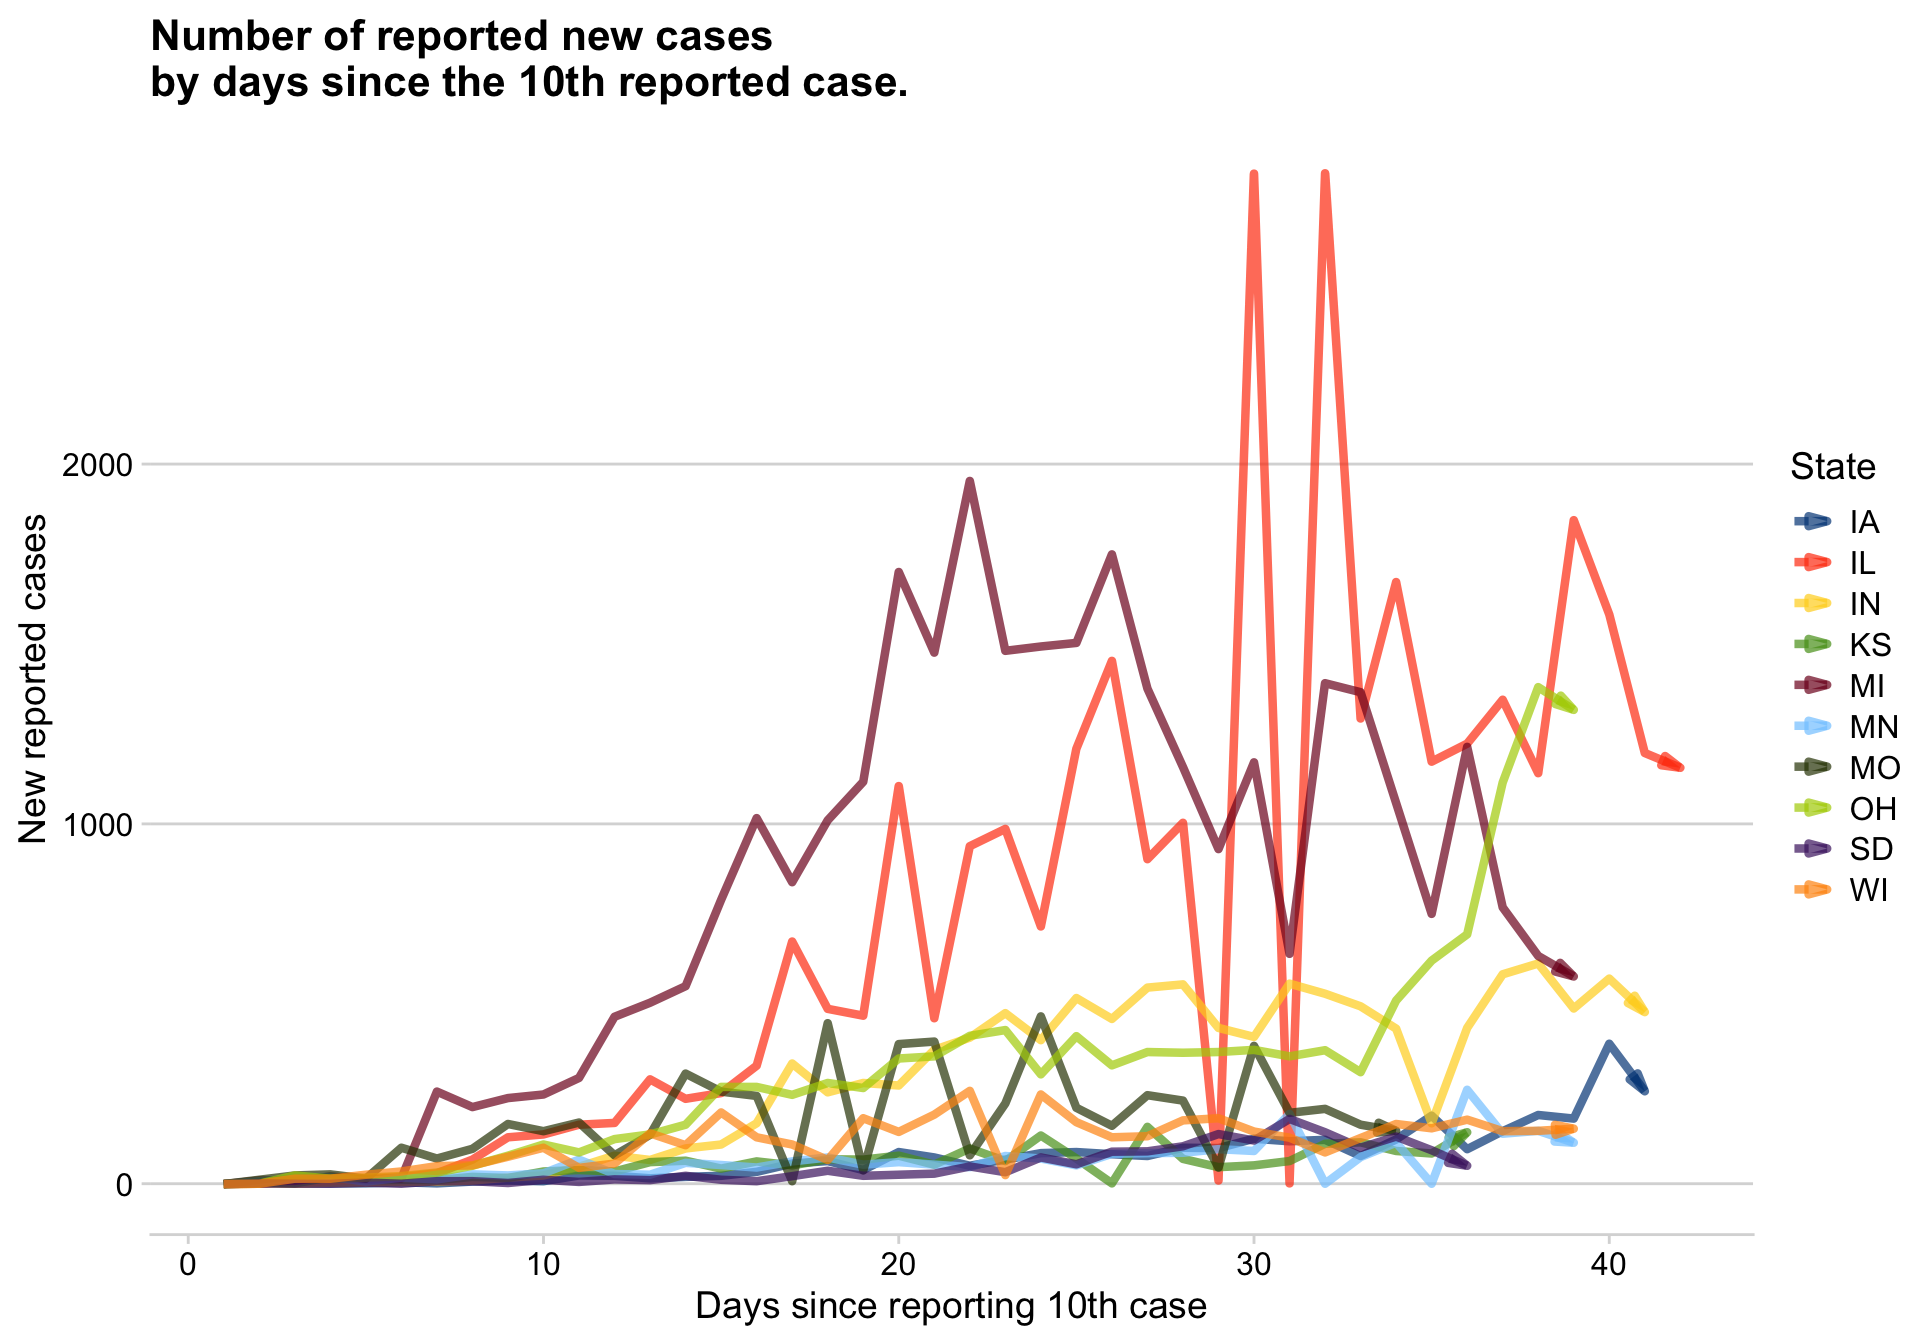 Number of reported new cases
by days since the 10th reported case.
New reported cases
2000
1000
0
0 10 20 30 40
Days since reporting 10th case
State
IA
IL
IN
KS
MI
MN
MO
OH
SD
WI